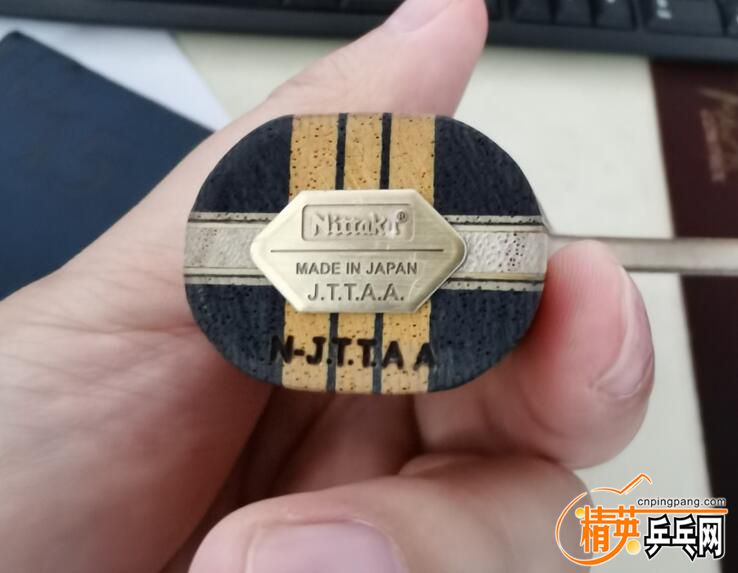 Nittaku®
MADE IN JAPAN
J.T.T.A.A.
N-J.T.T.A A
cnpingpang.com
精英乒乓网